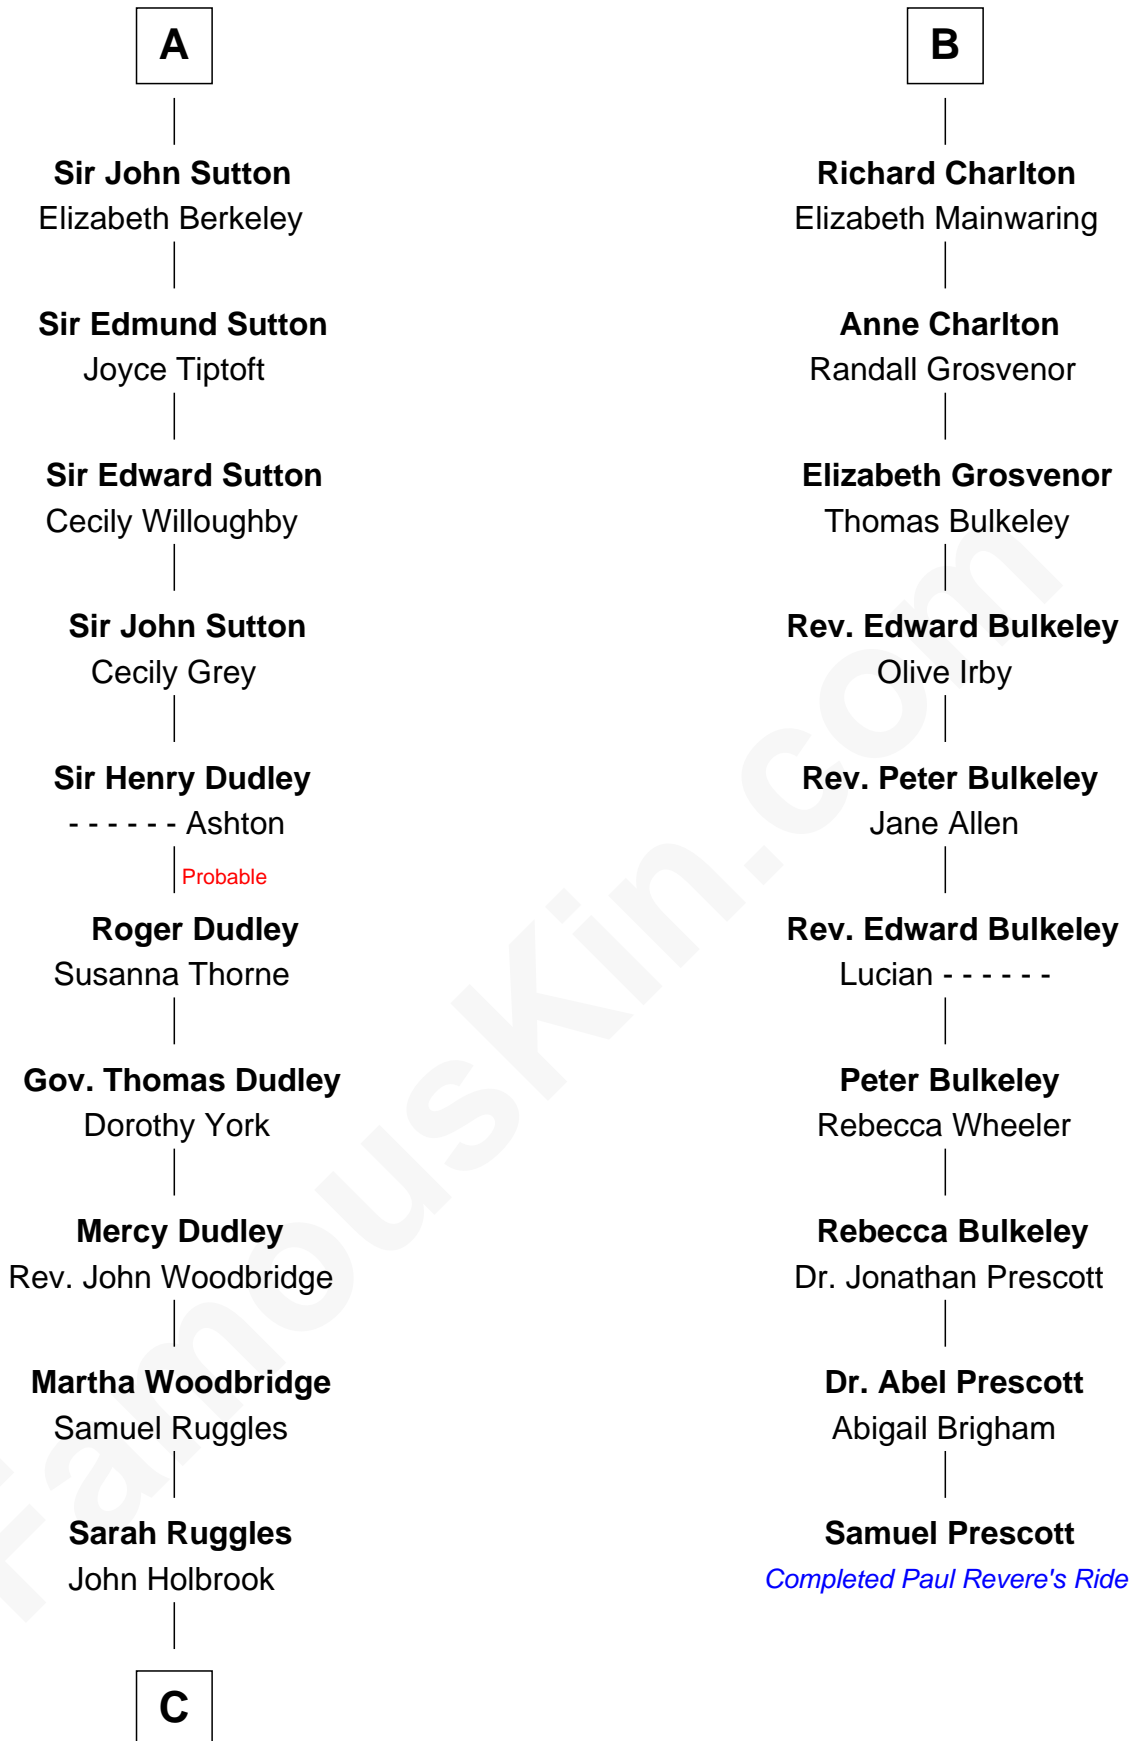 A
Sir John Sutton
Elizabeth Berkeley
Sir Edmund Sutton
Joyce Tiptoft
Sir Edward Sutton
Cecily Willoughby
Sir John Sutton
Cecily Grey
Sir Henry Dudley
- - - - - - Ashton
Probable
Roger Dudley
Susanna Thorne
Gov. Thomas Dudley
Dorothy York
Mercy Dudley
Rev. John Woodbridge
Martha Woodbridge
Samuel Ruggles
Sarah Ruggles
John Holbrook
C
B
Richard Charlton
Elizabeth Mainwaring
Anne Charlton
Randall Grosvenor
Elizabeth Grosvenor
Thomas Bulkeley
Rev. Edward Bulkeley
Olive Irby
Rev. Peter Bulkeley
Jane Allen
Rev. Edward Bulkeley
Lucian - - - - - -
Peter Bulkeley
Rebecca Wheeler
Rebecca Bulkeley
Dr. Jonathan Prescott
Dr. Abel Prescott
Abigail Brigham
Samuel Prescott
Completed Paul Revere's Ride
FamousKin.com